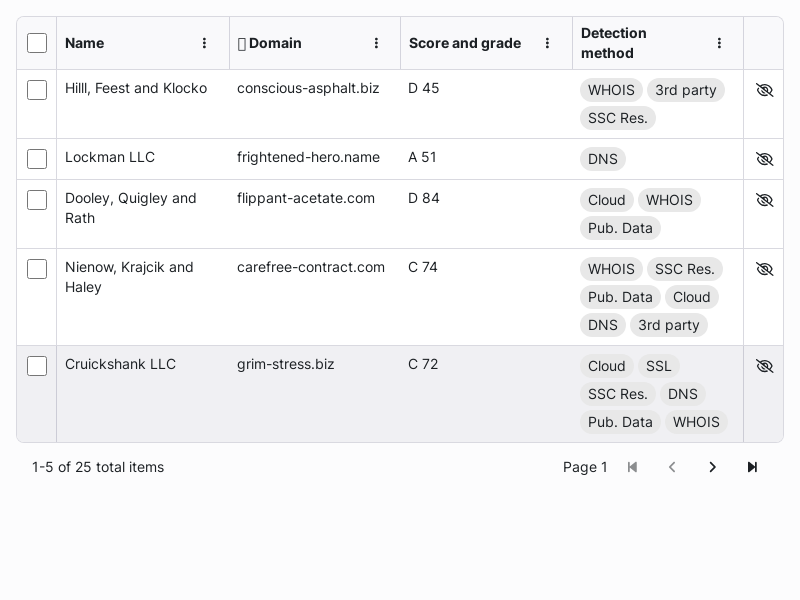 Name Domain Score and grade Detection method
Hilll, Feest and Klocko conscious-asphalt.biz D 45 WHOIS 3rd party
SSC Res.
Lockman LLC frightened-hero.name A 51 DNS
Dooley, Quigley and flippant-acetate.com D 84 Cloud WHOIS
Rath Pub. Data
Nienow, Krajcik and carefree-contract.com C 74 WHOIS SSC Res.
Haley Pub. Data Cloud
DNS 3rd party
Cruickshank LLC grim-stress.biz C 72 Cloud SSL
SSC Res. DNS
Pub. Data WHOIS
1-5 of 25 total items Page 1